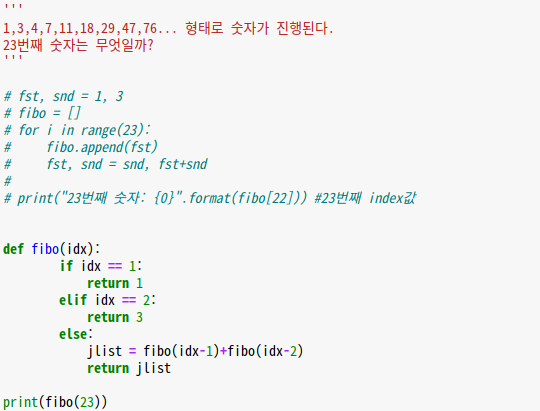 '''
1,3,4,7,11,18,29,47,76... 형태로 숫자가 진행된다.
23번째 숫자는 무엇일까?
'''
# fst, snd = 1, 3
# fibo = []
# for i in range(23):
#     fibo.append(fst)
#     fst, snd = snd, fst+snd
#
# print("23번째 숫자: {0}".format(fibo[22])) #23번째 index값
def fibo(idx):
        if idx == 1:
            return 1
        elif idx == 2:
            return 3
        else:
            jlist = fibo(idx-1)+fibo(idx-2)
            return jlist
print(fibo(23))